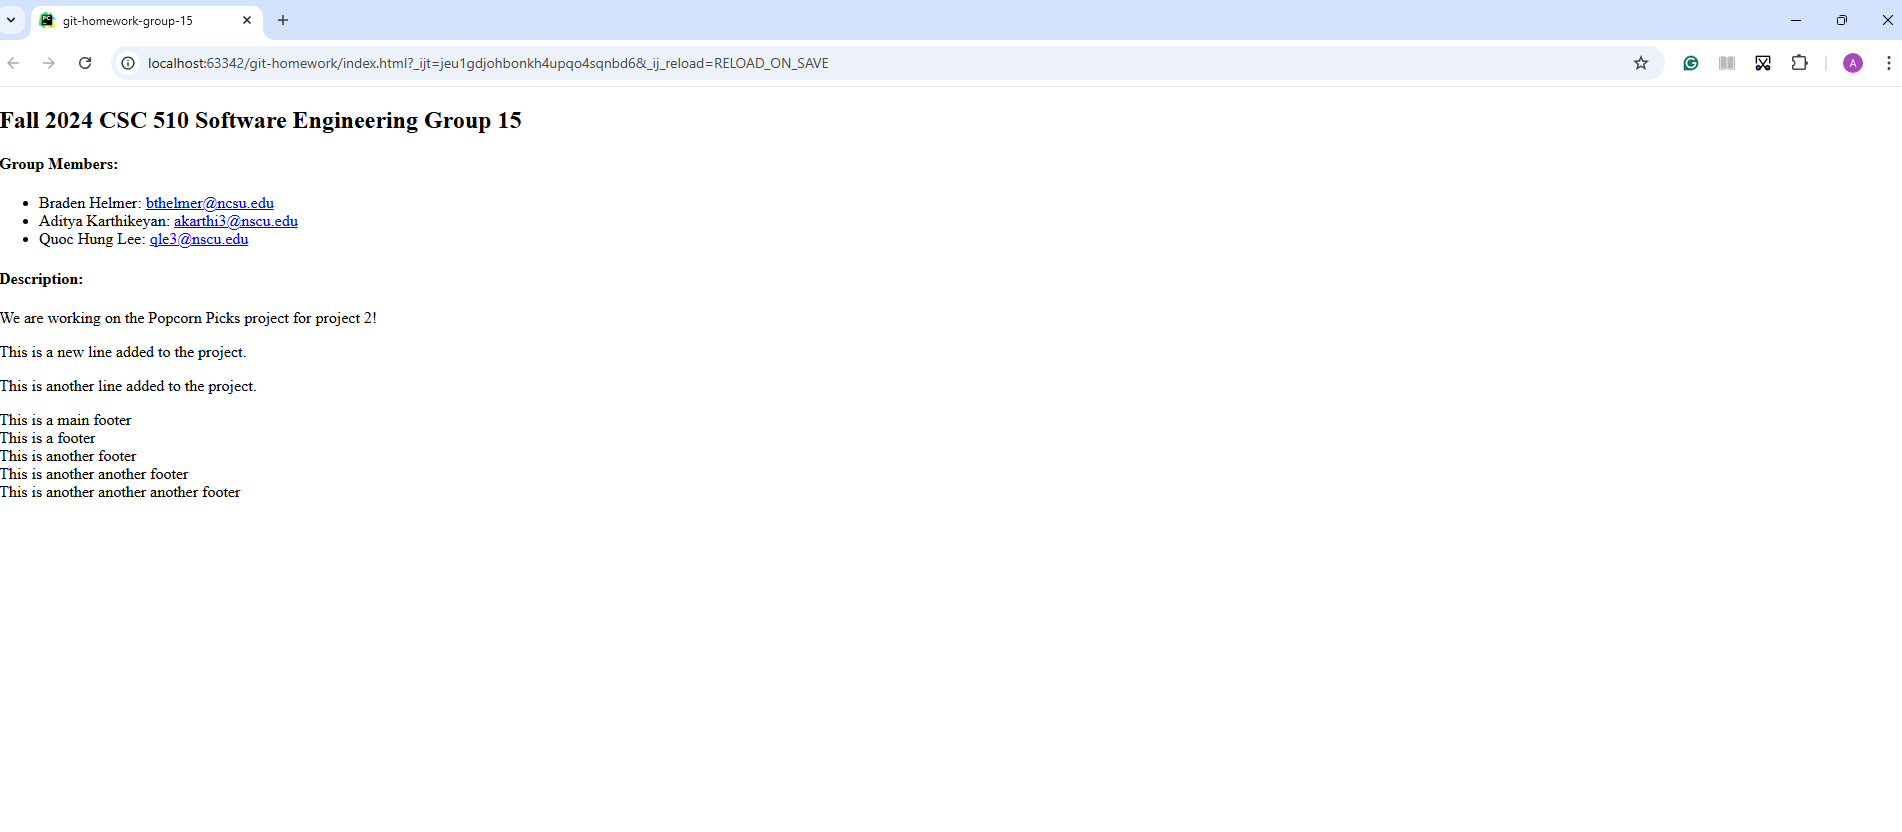 git-homework-group-15
localhost:63342/git-homework/index.html?_ijt=jeu1gdjohbonkh4upqo4sqnbd6&_ij_reload=RELOAD_ON_SAVE
A
Fall 2024 CSC 510 Software Engineering Group 15
Group Members:
Braden Helmer: bthelmer@ncsu.edu
Aditya Karthikeyan: akarthi3@nscu.edu
Quoc Hung Lee: qle3@nscu.edu
Description:
We are working on the Popcorn Picks project for project 2!
This is a new line added to the project.
This is another line added to the project.
This is a main footer
This is a footer
This is another footer
This is another another footer
This is another another another footer